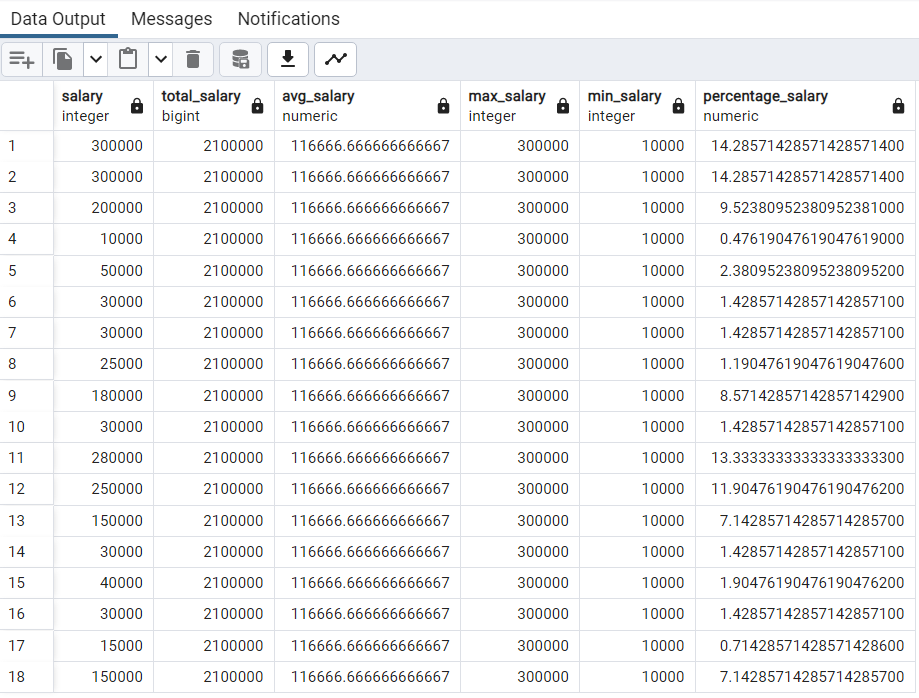 Data Output Messages Notifications
salary total_salary avg_salary max_salary min_salary percentage_salary
integer bigint numeric integer integer numeric
1 300000 2100000 116666.666666666667 300000 10000 14.28571428571428571400
2 300000 2100000 116666.666666666667 300000 10000 14.28571428571428571400
3 200000 2100000 116666.666666666667 300000 10000 9.52380952380952381000
4 10000 2100000 116666.666666666667 300000 10000 0.47619047619047619000
5 50000 2100000 116666.666666666667 300000 10000 2.38095238095238095200
6 30000 2100000 116666.666666666667 300000 10000 1.42857142857142857100
7 30000 2100000 116666.666666666667 300000 10000 1.42857142857142857100
8 25000 2100000 116666.666666666667 300000 10000 1.19047619047619047600
9 180000 2100000 116666.666666666667 300000 10000 8.57142857142857142900
10 30000 2100000 116666.666666666667 300000 10000 1.42857142857142857100
11 280000 2100000 116666.666666666667 300000 10000 13.33333333333333333300
12 250000 2100000 116666.666666666667 300000 10000 11.90476190476190476200
13 150000 2100000 116666.666666666667 300000 10000 7.14285714285714285700
14 30000 2100000 116666.666666666667 300000 10000 1.42857142857142857100
15 40000 2100000 116666.666666666667 300000 10000 1.90476190476190476200
16 30000 2100000 116666.666666666667 300000 10000 1.42857142857142857100
17 15000 2100000 116666.666666666667 300000 10000 0.71428571428571428600
18 150000 2100000 116666.666666666667 300000 10000 7.14285714285714285700